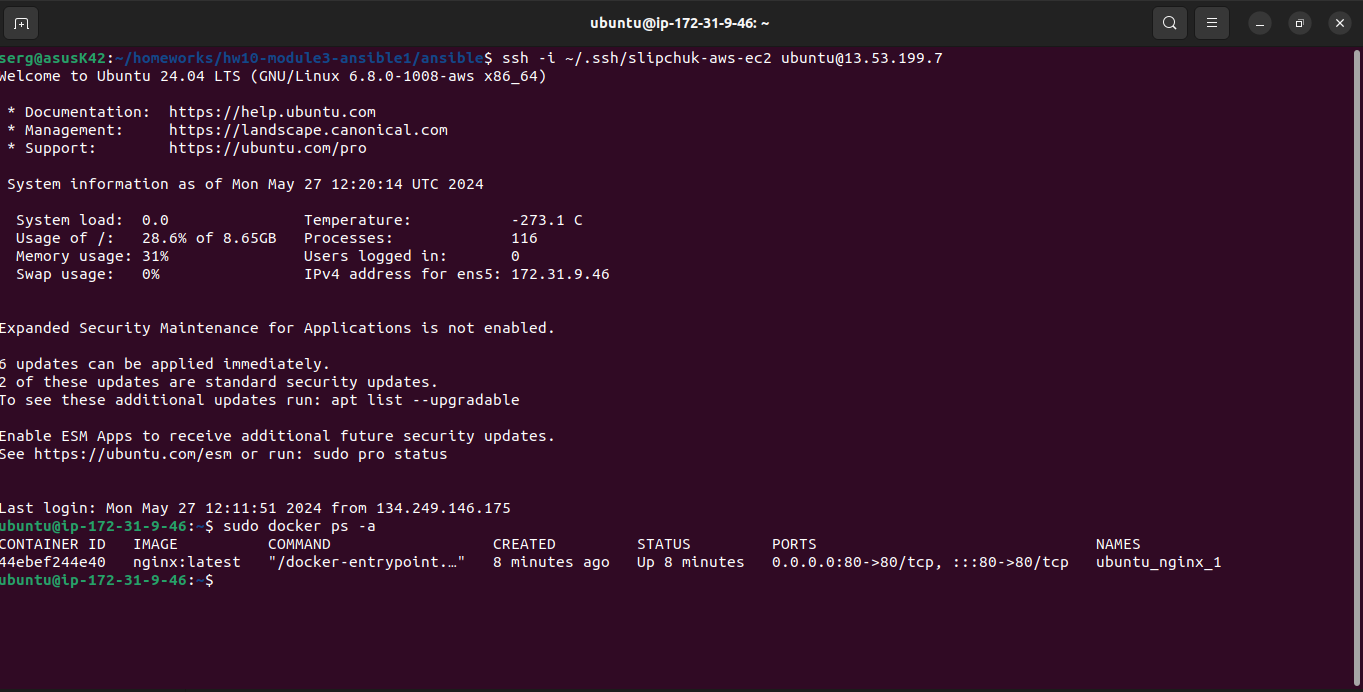 ubuntu@ip-172-31-9-46: ~
serg@asusK42:~/homeworks/hw10-module3-ansible1/ansible$ ssh -i ~/.ssh/slipchuk-aws-ec2 ubuntu@13.53.199.7
Welcome to Ubuntu 24.04 LTS (GNU/Linux 6.8.0-1008-aws x86_64)
* Documentation:  https://help.ubuntu.com
* Management:     https://landscape.canonical.com
* Support:        https://ubuntu.com/pro
System information as of Mon May 27 12:20:14 UTC 2024
System load:  0.0               Temperature:           -273.1 C
Usage of /:   28.6% of 8.65GB   Processes:             116
Memory usage: 31%               Users logged in:       0
Swap usage:   0%                IPv4 address for ens5: 172.31.9.46
Expanded Security Maintenance for Applications is not enabled.
6 updates can be applied immediately.
2 of these updates are standard security updates.
To see these additional updates run: apt list --upgradable
Enable ESM Apps to receive additional future security updates.
See https://ubuntu.com/esm or run: sudo pro status
Last login: Mon May 27 12:11:51 2024 from 134.249.146.175
ubuntu@ip-172-31-9-46:~$ sudo docker ps -a
CONTAINER ID   IMAGE          COMMAND                  CREATED         STATUS         PORTS                               NAMES
44ebef244e40   nginx:latest   "/docker-entrypoint.…"   8 minutes ago   Up 8 minutes   0.0.0.0:80->80/tcp, :::80->80/tcp   ubuntu_nginx_1
ubuntu@ip-172-31-9-46:~$